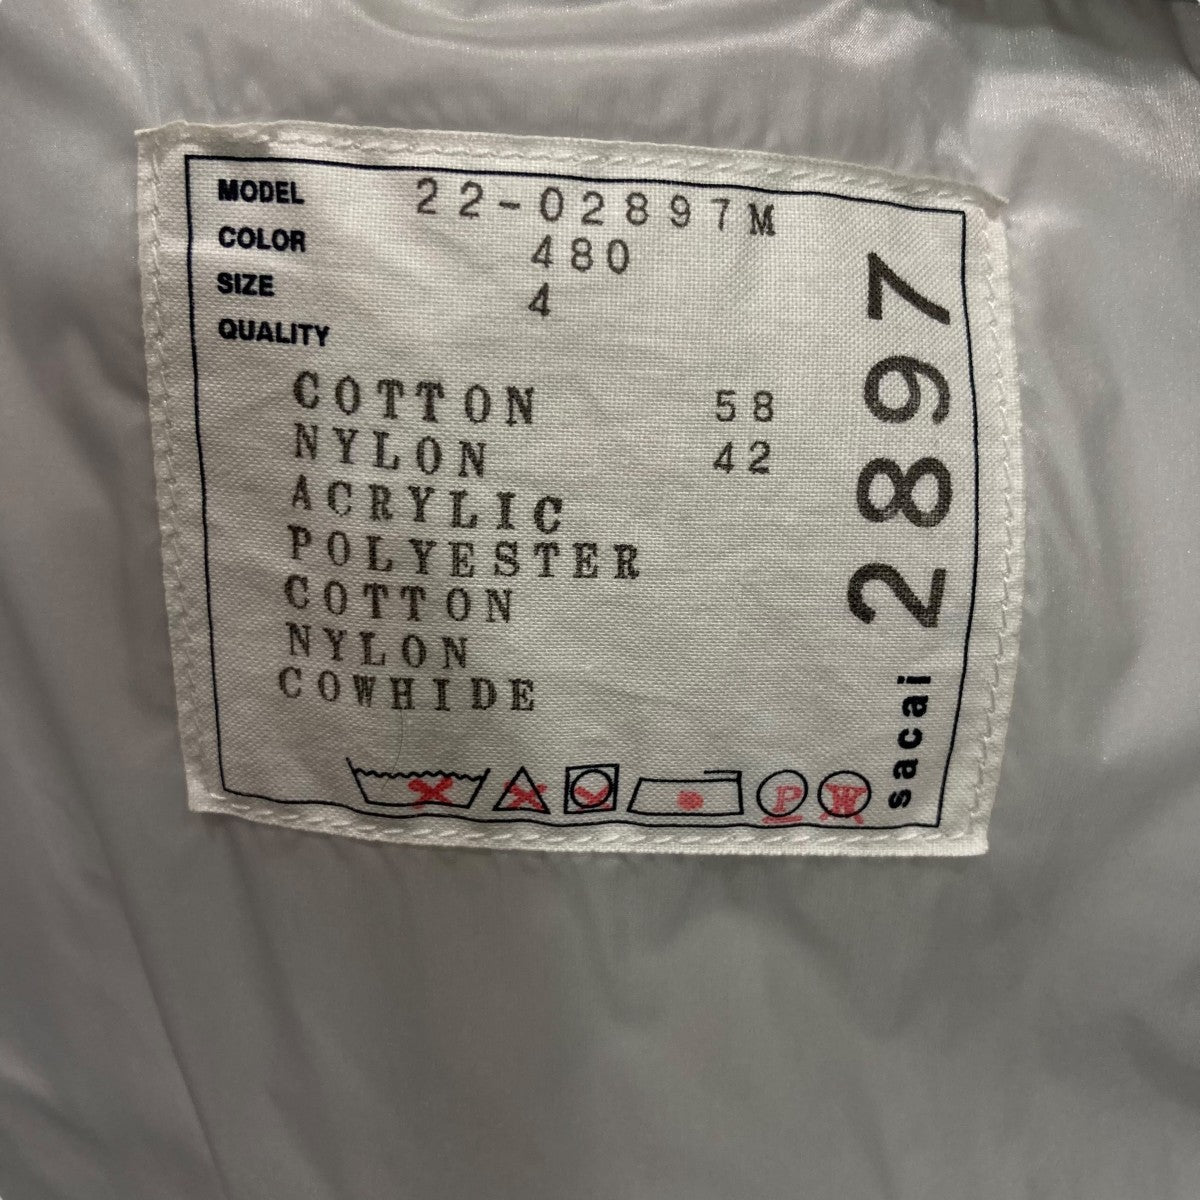 MODEL 22-02897M
COLOR 480
SIZE 4
QUALITY
COTTON 58
NYLON 42
ACRYLIC
POLYESTER
COTTON
NYLON
COWHIDE
P W
sacai 2897